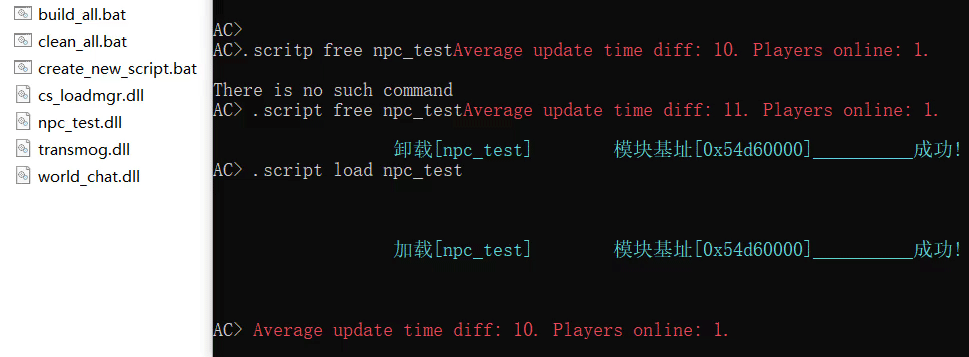 build_all.bat
clean_all.bat
create_new_script.bat
cs_loadmgr.dll
npc_test.dll
transmog.dll
world_chat.dll
AC>
AC>.scritp free npc_testAverage update time diff: 10. Players online: 1.
There is no such command
AC> .script free npc_testAverage update time diff: 11. Players online: 1.
卸载[npc_test] 模块基址[0x54d60000]__________成功!
AC> .script load npc_test
加载[npc_test] 模块基址[0x54d60000]__________成功!
AC> Average update time diff: 10. Players online: 1.